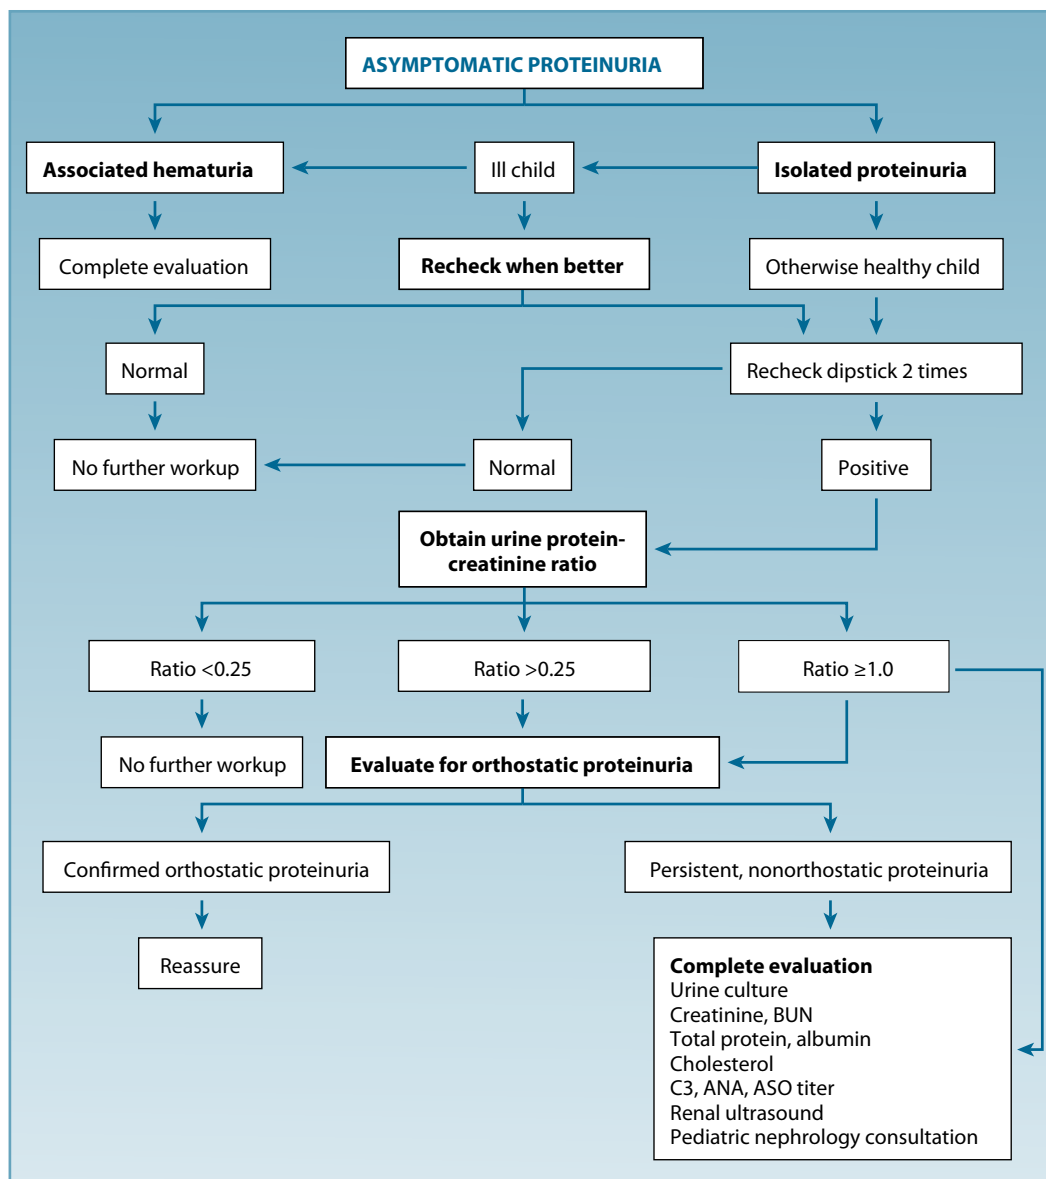 ASYMPTOMATIC PROTEINURIA
Associated hematuria
Ill child
Isolated proteinuria
Complete evaluation
Recheck when better
Otherwise healthy child
Normal
Recheck dipstick 2 times
No further workup
Normal
Positive
Obtain urine protein-
creatinine ratio
Ratio <0.25
Ratio >0.25
Ratio ≥1.0
No further workup
Evaluate for orthostatic proteinuria
Confirmed orthostatic proteinuria
Persistent, nonorthostatic proteinuria
Reassure
Complete evaluation
Urine culture
Creatinine, BUN
Total protein, albumin
Cholesterol
C3, ANA, ASO titer
Renal ultrasound
Pediatric nephrology consultation